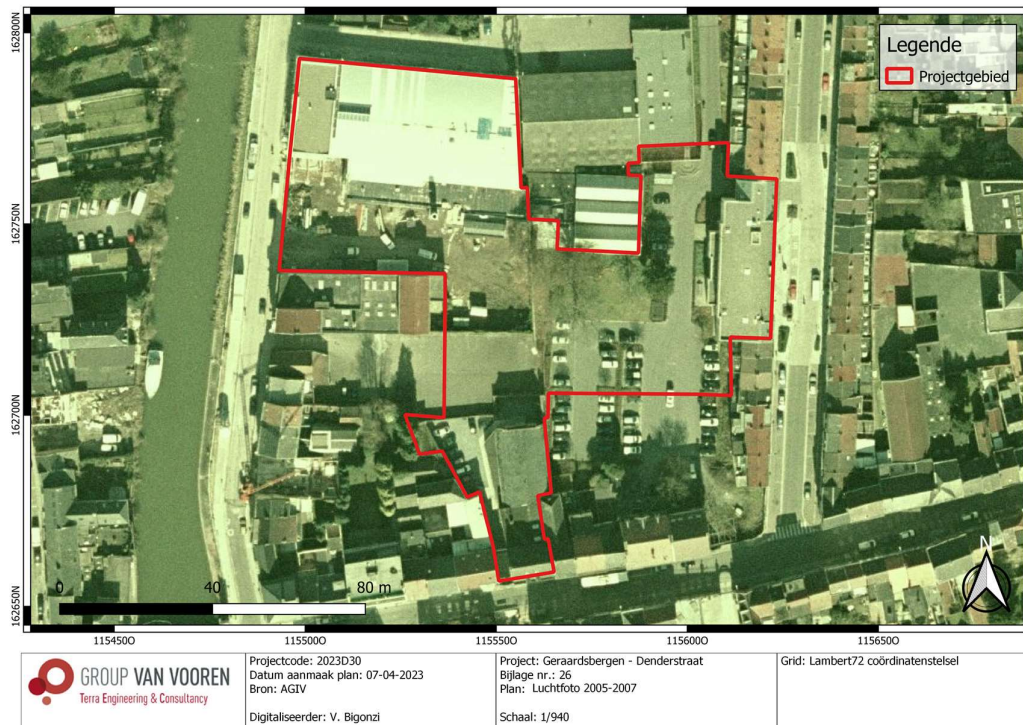 Legende
Projectgebied
162800N
162750N
162700N
162650N
N
0 40 80 m
1154500 1155000 1155500 1156000 1156500
GROUP VAN VOOREN
Terra Engineering & Consultancy
Projectcode: 2023D30
Datum aanmaak plan: 07-04-2023
Bron: AGIV
Digitaliseerder: V. Bigonzi
Project: Geraardsbergen - Denderstraat
Bijlage nr.: 26
Plan: Luchtfoto 2005-2007
Schaal: 1/940
Grid: Lambert72 coördinatenstelsel